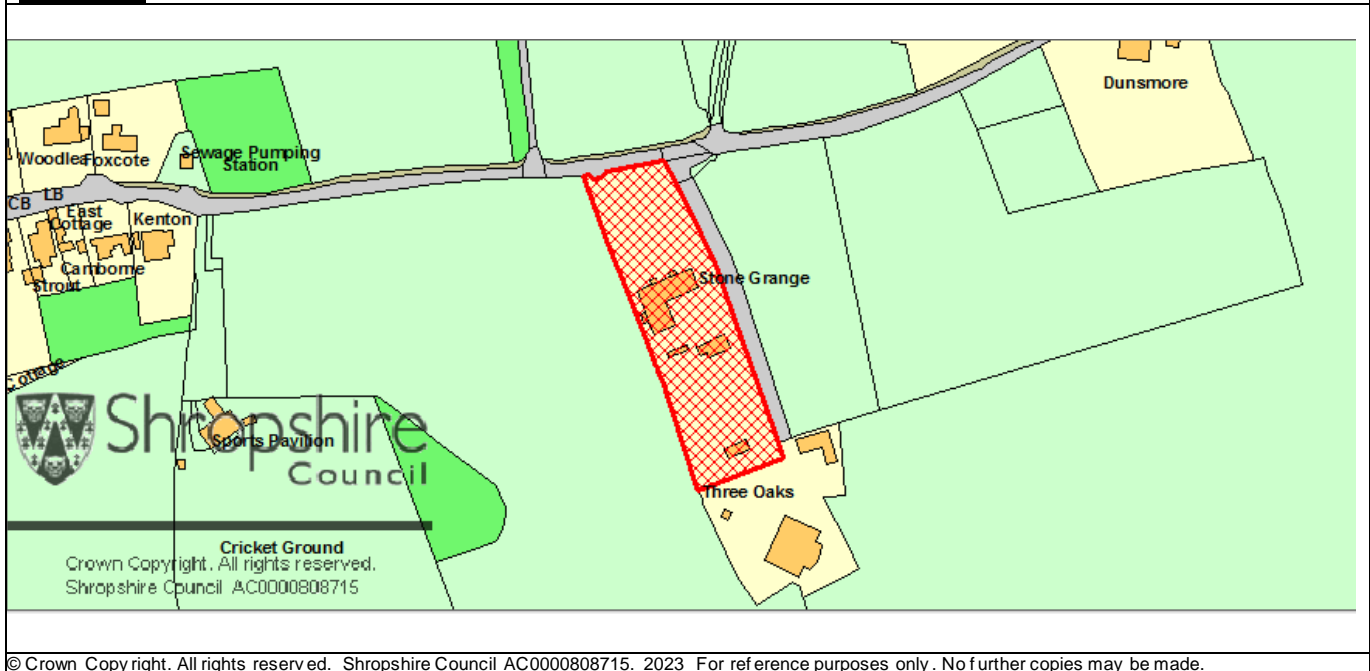 Dunsmore
Woodlea
Foxcote
Sewage Pumping
Station
CB
LB
East
Cottage
Kenton
Camborne
Strout
Stone Grange
Cottage
Shropshire
Council
Sports Pavilion
Three Oaks
Cricket Ground
Crown Copyright. All rights reserved.
Shropshire Council AC0000808715
© Crown Copyright. All rights reserved. Shropshire Council AC0000808715. 2023 For reference purposes only. No further copies may be made.